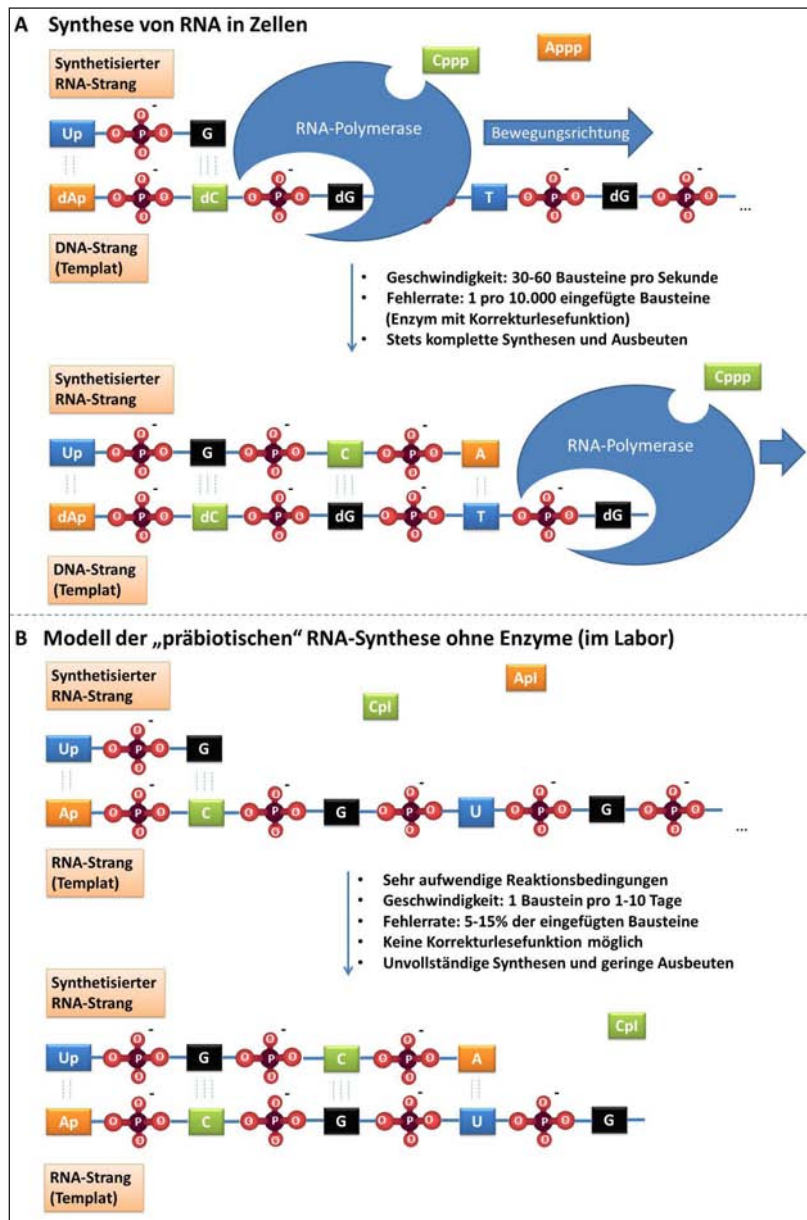 A Synthese von RNA in Zellen
Cppp
Appp
Synthetisierter
RNA-Strang
RNA-Polymerase
Bewegungsrichtung
Up O O P O O - G
dAp O O P O O - dC O O P O O - dG O - T O O P O O - dG O O P O O - ...
DNA-Strang
(Templat)
• Geschwindigkeit: 30-60 Bausteine pro Sekunde
• Fehlerrate: 1 pro 10.000 eingefügte Bausteine
(Enzym mit Korrekturlesefunktion)
• Stets komplette Synthesen und Ausbeuten
Cppp
Synthetisierter
RNA-Strang
RNA-Polymerase
Up O O P O O - G O O P O O - C O O P O O - A
dAp O O P O O - dC O O P O O - dG O O P O O - T O O P O O - dG
DNA-Strang
(Templat)
B Modell der „präbiotischen“ RNA-Synthese ohne Enzyme (im Labor)
Synthetisierter
RNA-Strang
CpI
ApI
Up O O P O O - G
Ap O O P O O - C O O P O O - G O O P O O - U O O P O O - G O O P O O - ...
RNA-Strang
(Templat)
• Sehr aufwendige Reaktionsbedingungen
• Geschwindigkeit: 1 Baustein pro 1-10 Tage
• Fehlerrate: 5-15% der eingefügten Bausteine
• Keine Korrekturlesefunktion möglich
• Unvollständige Synthesen und geringe Ausbeuten
Synthetisierter
RNA-Strang
CpI
Up O O P O O - G O O P O O - C O O P O O - A
Ap O O P O O - C O O P O O - G O O P O O - U O O P O O - G
RNA-Strang
(Templat)